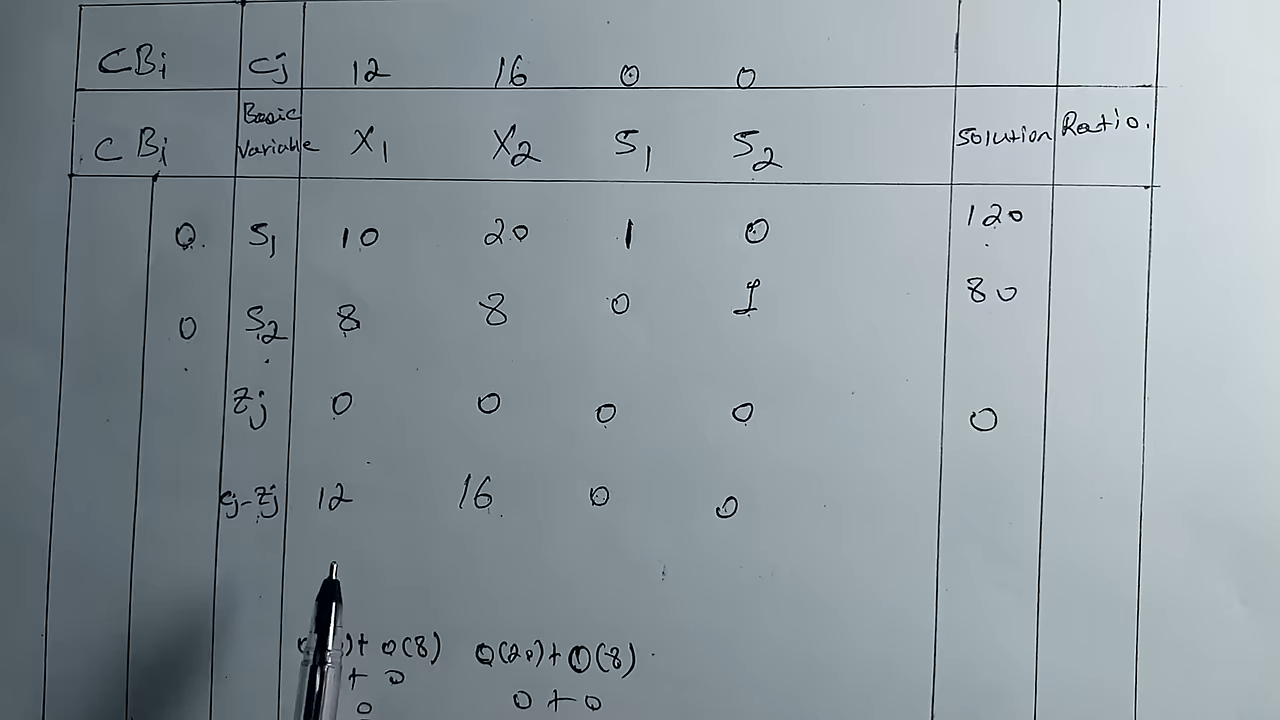 CBi Cj 12 16 0 0
CBi Basic Variable X1 X2 S1 S2 Solution Ratio.
0. S1 10 20 1 0 120
0 S2 8 8 0 1 80
Zj 0 0 0 0 0
Cj-Zj 12 16 0 0
)+ 0(8) 0(20)+0(8)
+ 0 0+0
0